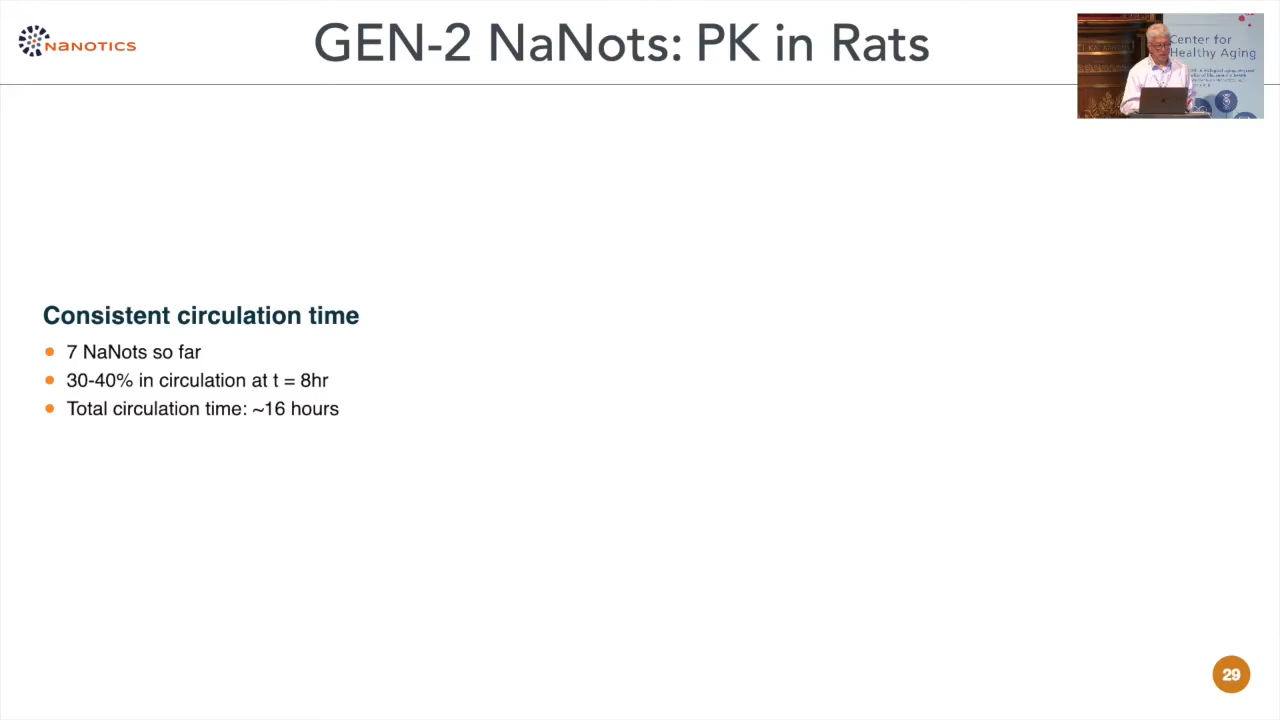 NANOTICS
GEN-2 NaNots: PK in Rats
Center for
Healthy Aging
Consistent circulation time
7 NaNots so far
30-40% in circulation at t = 8hr
Total circulation time: ~16 hours
29